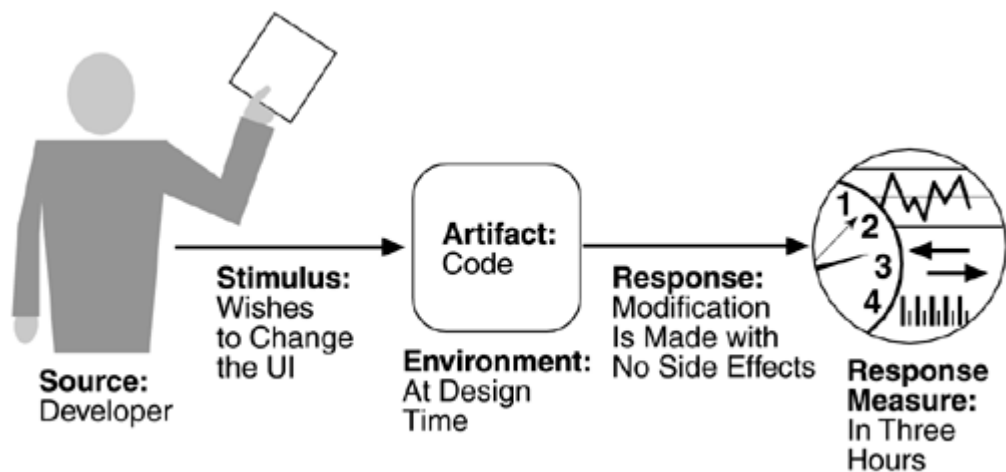 Source:
Developer
Stimulus:
Wishes
to Change
the UI
Artifact:
Code
Environment:
At Design
Time
Response:
Modification
Is Made with
No Side Effects
1
2
3
4
Response
Measure:
In Three
Hours